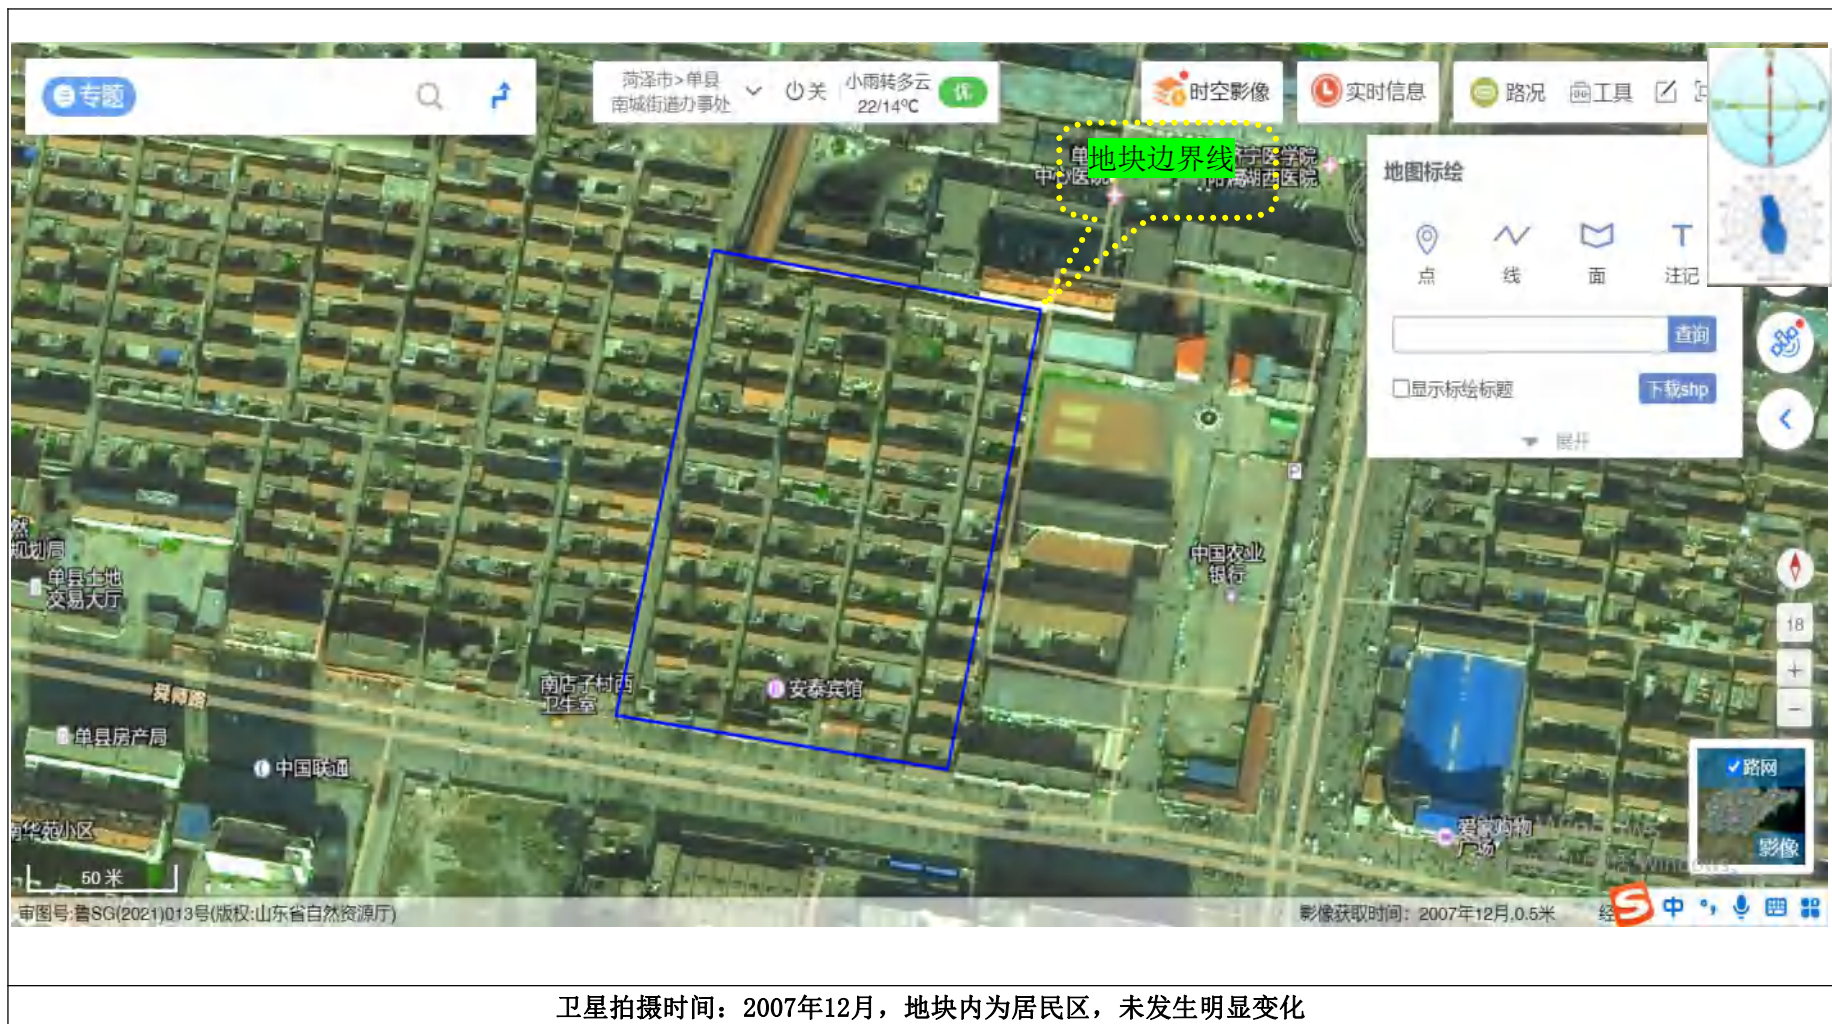 专题
菏泽市>单县
南城街道办事处
关
小雨转多云
22/14℃
优
时空影像
实时信息
路况
工具
地块边界线
中心医院
地图标绘
点
线
面
注记
查询
显示标绘标题
下载shp
展开
P
中国农业
银行
规划局
单县土地
交易大厅
南店子村西
卫生室
安泰宾馆
单县房产局
中国联通
南华苑小区
爱家购物
广场
18
+
-
路网
影像
50 米
审图号:鲁SG(2021)013号(版权:山东省自然资源厅)
影像获取时间：2007年12月,0.5米
中
卫星拍摄时间：2007年12月，地块内为居民区，未发生明显变化